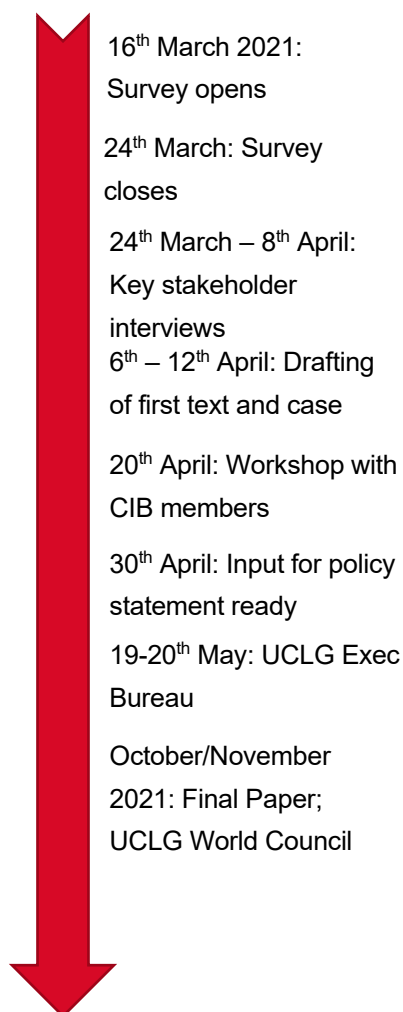 16th March 2021:
Survey opens
24th March: Survey
closes
24th March – 8th April:
Key stakeholder
interviews
6th – 12th April: Drafting
of first text and case
20th April: Workshop with
CIB members
30th April: Input for policy
statement ready
19-20th May: UCLG Exec
Bureau
October/November
2021: Final Paper;
UCLG World Council